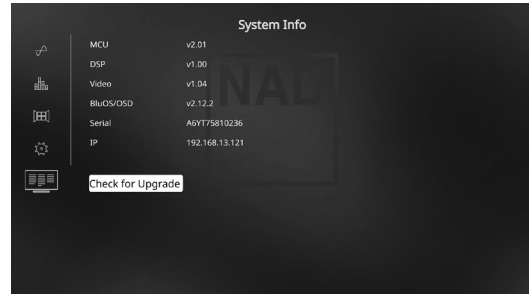 System Info
MCU v2.01
DSP v1.00
Video v1.04
BluOS/OSD v2.12.2
Serial A6YT75810236
IP 192.168.13.121
NAD
Check for Upgrade